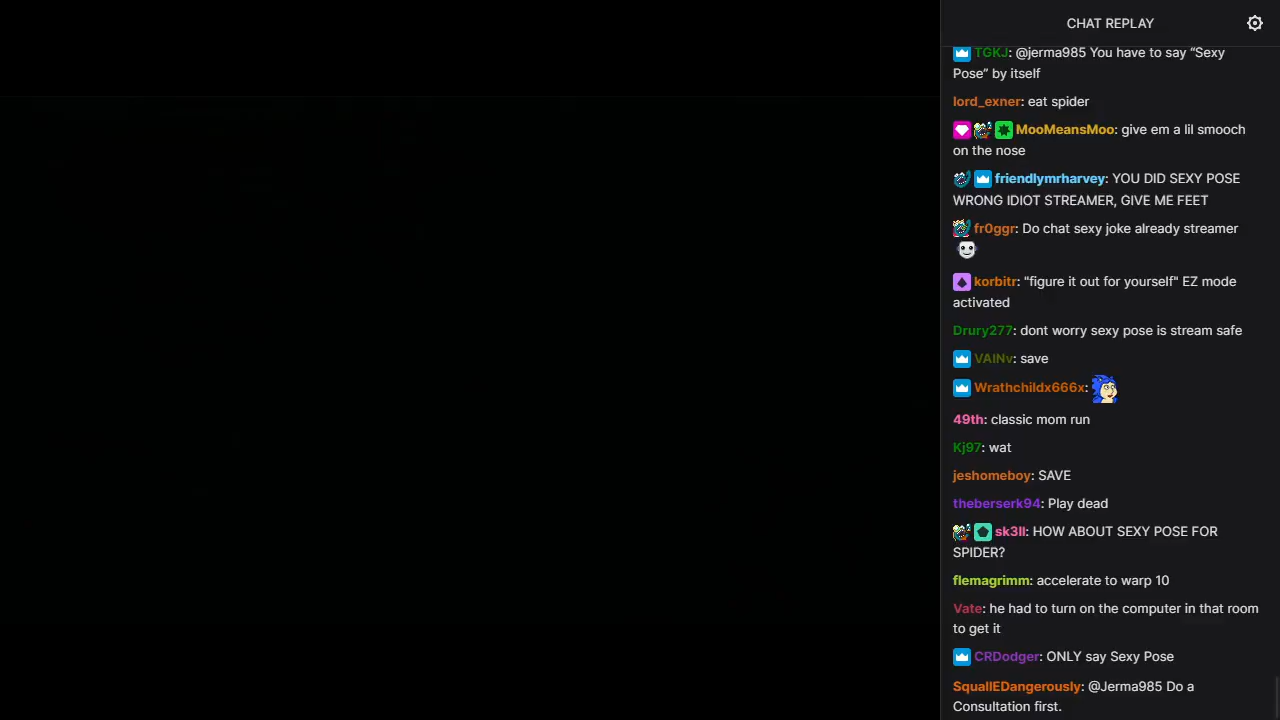 CHAT REPLAY
TGKJ: @jerma985 You have to say “Sexy
Pose” by itself
lord_exner: eat spider
MooMeansMoo: give em a lil smooch
on the nose
friendlymrharvey: YOU DID SEXY POSE
WRONG IDIOT STREAMER, GIVE ME FEET
fr0ggr: Do chat sexy joke already streamer
korbitr: "figure it out for yourself" EZ mode
activated
Drury277: dont worry sexy pose is stream safe
VAINv: save
Wrathchildx666x:
49th: classic mom run
Kj97: wat
jeshomeboy: SAVE
theberserk94: Play dead
sk3ll: HOW ABOUT SEXY POSE FOR
SPIDER?
flemagrimm: accelerate to warp 10
Vate: he had to turn on the computer in that room
to get it
CRDodger: ONLY say Sexy Pose
SquallEDangerously: @Jerma985 Do a
Consultation first.